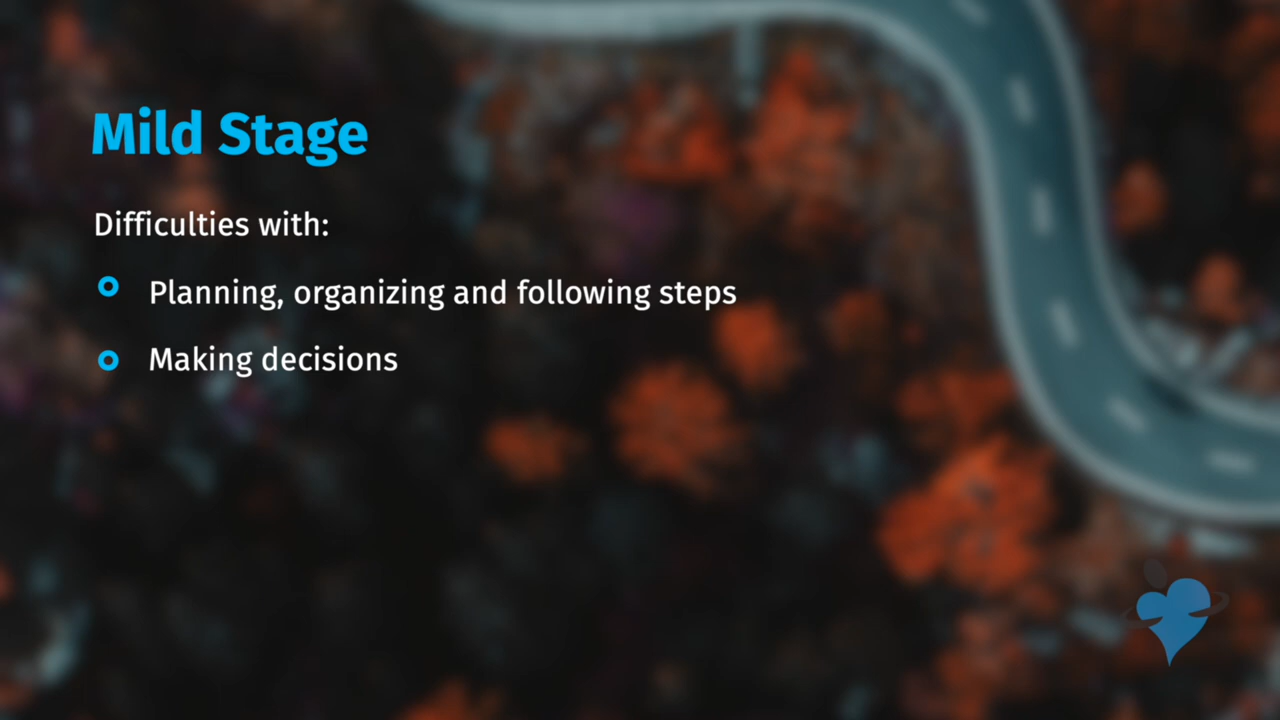 Mild Stage
Difficulties with:
Planning, organizing and following steps
Making decisions